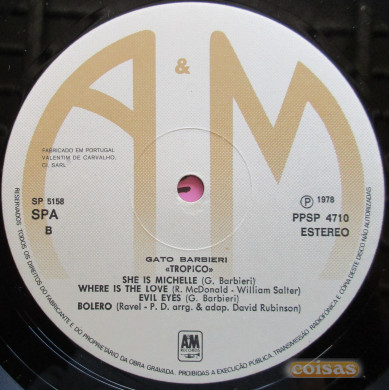 A&M
FABRICADO EM PORTUGAL
VALENTIM DE CARVALHO,
CI. SARL
SP 5158
SPA
B
Ⓟ 1978
PPSP 4710
ESTEREO
GATO BARBIERI
«TROPICO»
SHE IS MICHELLE (G. Barbieri)
WHERE IS THE LOVE (R. McDonald - William Salter)
EVIL EYES (G. Barbieri)
BOLERO (Ravel - P. D. arrg. & adap. David Rubinson)
A&M
RECORDS
RESERVADOS TODOS OS DIREITOS DO FABRICANTE E DO PROPRIETÁRIO DA OBRA GRAVADA. PROIBIDAS A EXECUÇÃO PÚBLICA, TRANSMISSÃO RADIOFÓNICA E CÓPIA DESTE DISCO NÃO AUTORIZADAS.
coisas